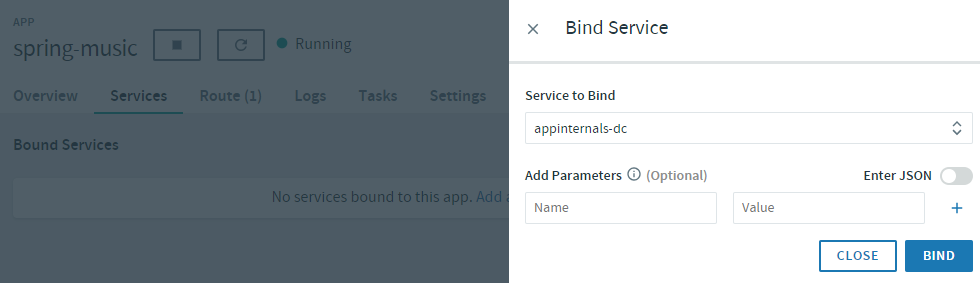 APP
spring-music
Running
Overview Services Route (1) Logs Tasks Settings
Bound Services
No services bound to this app. Add
Bind Service
Service to Bind
appinternals-dc
Add Parameters (Optional) Enter JSON
Name Value
CLOSE BIND